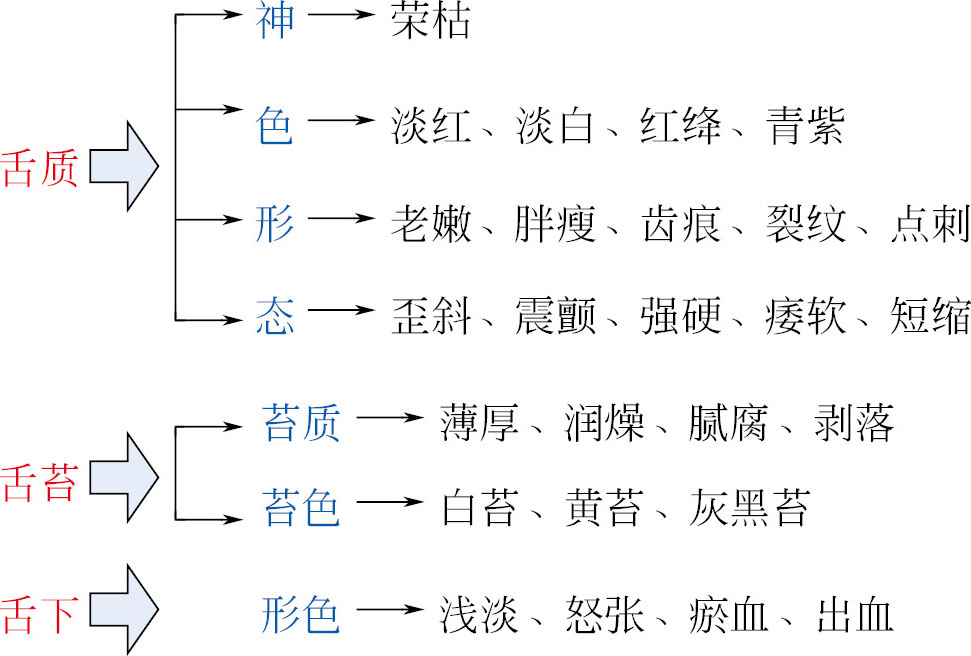 神 荣枯
色 淡红、淡白、红绛、青紫
舌质
形 老嫩、胖瘦、齿痕、裂纹、点刺
态 歪斜、震颤、强硬、痿软、短缩
苔质 薄厚、润燥、腻腐、剥落
舌苔
苔色 白苔、黄苔、灰黑苔
舌下 形色 浅淡、怒张、瘀血、出血